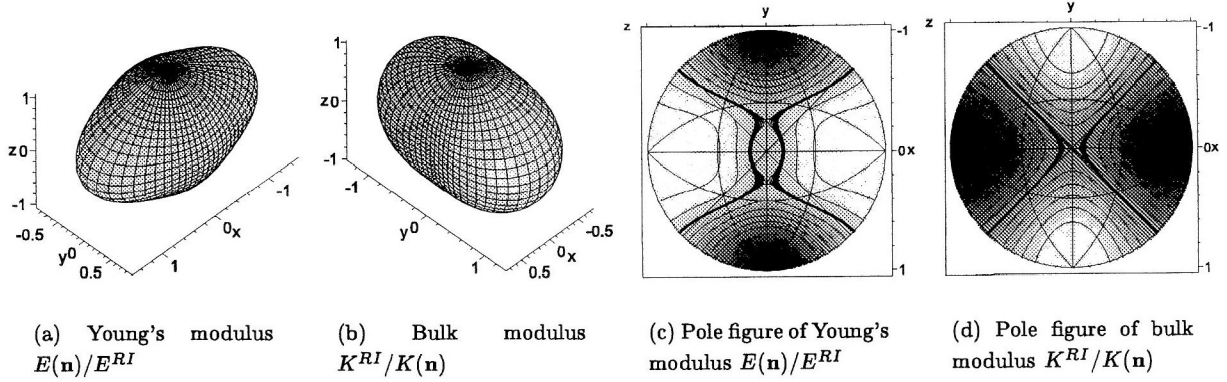 1
z0
-1
-0.5
y0
0.5
1
0x
-1
1
z0
-1
-1
y0
1
0.5
0x
-0.5
z
y
-1
0x
1
z
y
-1
0x
1
(a) Young's modulus
E(n)/E^{RI}
(b) Bulk modulus
K^{RI}/K(n)
(c) Pole figure of Young's
modulus E(n)/E^{RI}
(d) Pole figure of bulk
modulus K^{RI}/K(n)